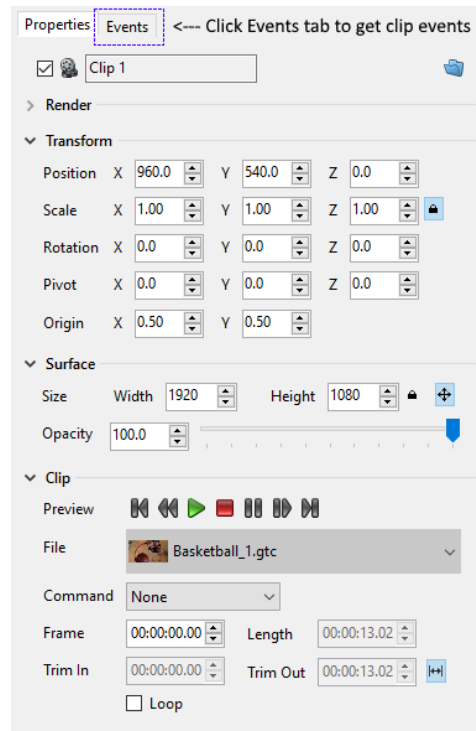 Properties Events <--- Click Events tab to get clip events
Clip 1
Render
Transform
Position X 960.0 Y 540.0 Z 0.0
Scale X 1.00 Y 1.00 Z 1.00
Rotation X 0.0 Y 0.0 Z 0.0
Pivot X 0.0 Y 0.0 Z 0.0
Origin X 0.50 Y 0.50
Surface
Size Width 1920 Height 1080
Opacity 100.0
Clip
Preview
File Basketball_1.gtc
Command None
Frame 00:00:00.00 Length 00:00:13.02
Trim In 00:00:00.00 Trim Out 00:00:13.02
Loop